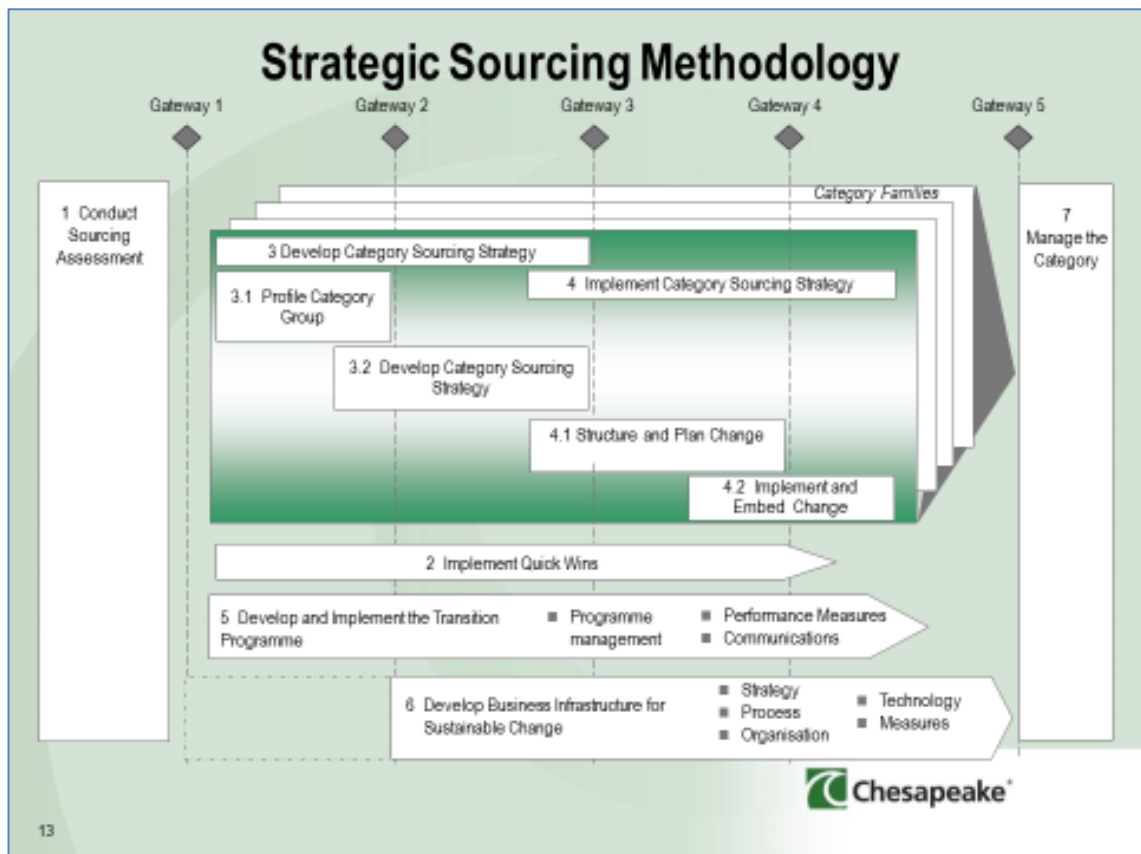 Strategic Sourcing Methodology
Gateway 1
Gateway 2
Gateway 3
Gateway 4
Gateway 5
1 Conduct
Sourcing
Assessment
Category Families
3 Develop Category Sourcing Strategy
4 Implement Category Sourcing Strategy
3.1 Profile Category
Group
3.2 Develop Category Sourcing
Strategy
4.1 Structure and Plan Change
4.2 Implement and
Embed Change
7
Manage the
Category
2 Implement Quick Wins
5 Develop and Implement the Transition
Programme
■ Programme
management
■ Performance Measures
■ Communications
6 Develop Business Infrastructure for
Sustainable Change
■ Strategy
■ Process
■ Organisation
■ Technology
■ Measures
Chesapeake®
13